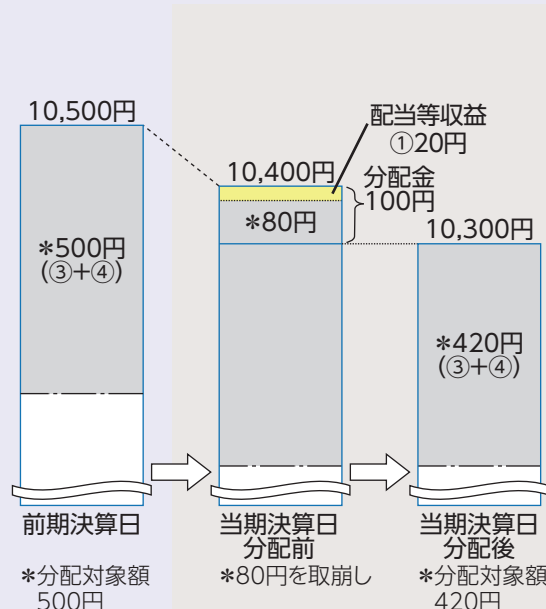 10,500円
*500円
(③+④)
前期決算日
*分配対象額
500円
配当等収益
①20円
10,400円
分配金
100円
*80円
当期決算日
分配前
*80円を取崩し
10,300円
*420円
(③+④)
当期決算日
分配後
*分配対象額
420円